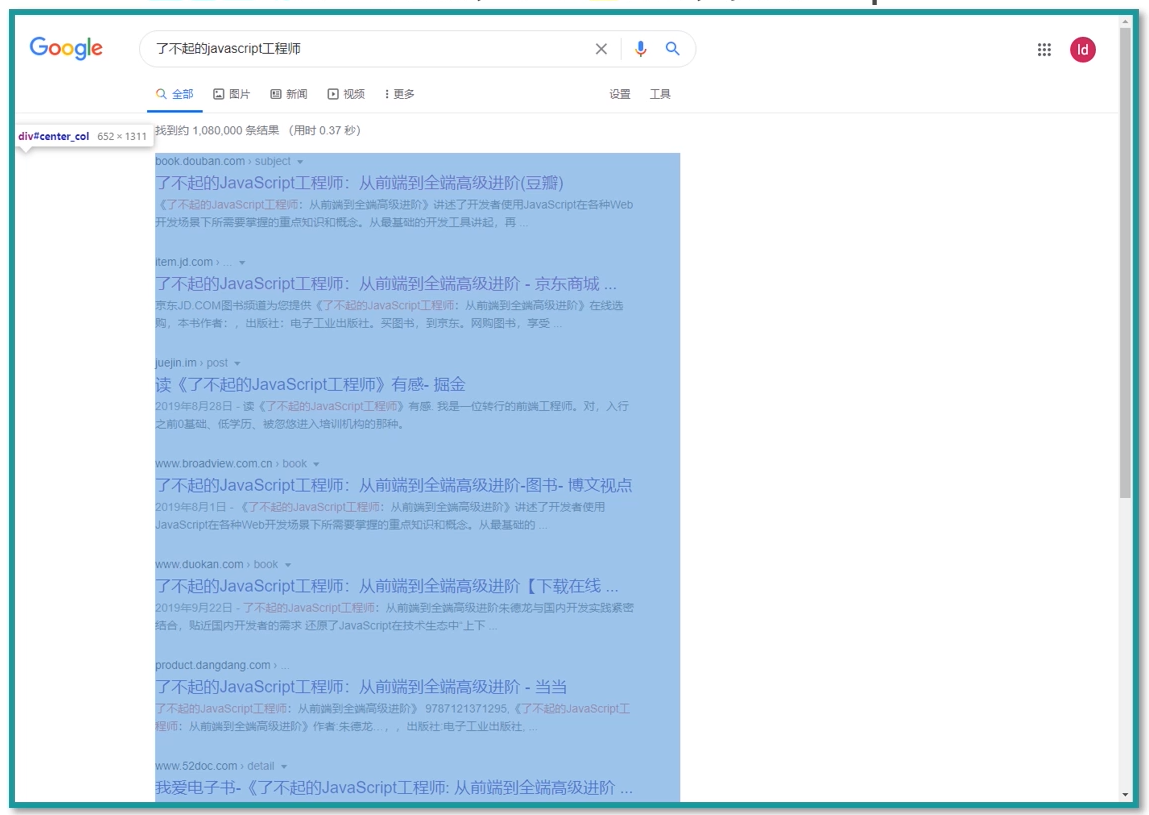 Google
了不起的javascript工程师
ld
全部 图片 新闻 视频 更多 设置 工具
div#center_col 652 × 1311
找到约 1,080,000 条结果 （用时 0.37 秒）
book.douban.com › subject
了不起的JavaScript工程师：从前端到全端高级进阶(豆瓣)
《了不起的JavaScript工程师：从前端到全端高级进阶》讲述了开发者使用JavaScript在各种Web
开发场景下所需要掌握的重点知识和概念。从最基础的开发工具讲起，再 ...
item.jd.com › ...
了不起的JavaScript工程师：从前端到全端高级进阶 - 京东商城 ...
京东JD.COM图书频道为您提供《了不起的JavaScript工程师：从前端到全端高级进阶》在线选
购，本书作者：，出版社：电子工业出版社。买图书，到京东。网购图书，享受 ...
juejin.im › post
读《了不起的JavaScript工程师》有感- 掘金
2019年8月28日 - 读《了不起的JavaScript工程师》有感. 我是一位转行的前端工程师。对，入行
之前0基础、低学历、被忽悠进入培训机构的那种。
www.broadview.com.cn › book
了不起的JavaScript工程师：从前端到全端高级进阶-图书- 博文视点
2019年8月1日 - 《了不起的JavaScript工程师：从前端到全端高级进阶》讲述了开发者使用
JavaScript在各种Web开发场景下所需要掌握的重点知识和概念。从最基础的 ...
www.duokan.com › book
了不起的JavaScript工程师：从前端到全端高级进阶【下载在线 ...
2019年9月22日 - 了不起的JavaScript工程师：从前端到全端高级进阶朱德龙与国内开发实践紧密
结合，贴近国内开发者的需求 还原了JavaScript在技术生态中“上下 ...
product.dangdang.com › ...
了不起的JavaScript工程师：从前端到全端高级进阶 - 当当
了不起的JavaScript工程师：从前端到全端高级进阶》 9787121371295,《了不起的JavaScript工
程师：从前端到全端高级进阶》作者:朱德龙…，，出版社:电子工业出版社, ...
www.52doc.com › detail
我爱电子书-《了不起的JavaScript工程师: 从前端到全端高级进阶 ...